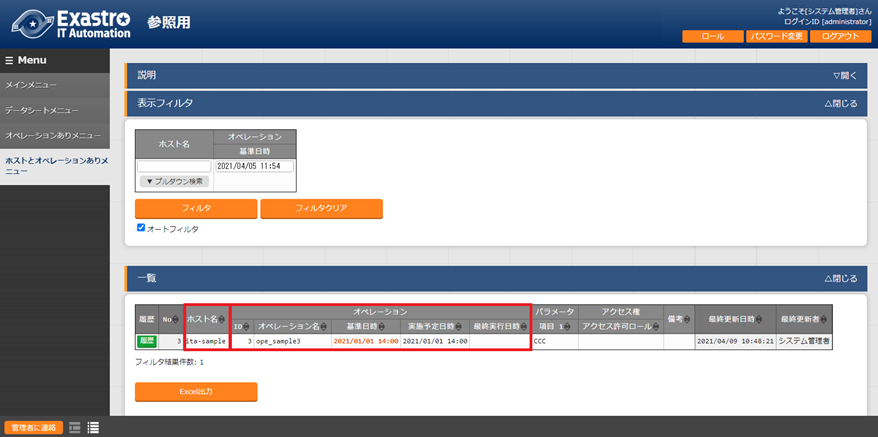 Exastro
IT Automation
参照用
ようこそ[システム管理者]さん
ログインID [administrator]
ロール
パスワード変更
ログアウト
Menu
メインメニュー
データシートメニュー
オペレーションありメニュー
ホストとオペレーションありメ
ニュー
説明
▽開く
表示フィルタ
△閉じる
ホスト名
オペレーション
基準日時
2021/04/05 11:54
▼ プルダウン検索
フィルタ
フィルタクリア
オートフィルタ
一覧
△閉じる
履歴 No ホスト名 オペレーション パラメータ アクセス権 備考 最終更新日時 最終更新者
ID オペレーション名 基準日時 実施予定日時 最終実行日時 項目 1 アクセス許可ロール
履歴 3 ita-sample 3 ope_sample3 2021/01/01 14:00 2021/01/01 14:00 CCC 2021/04/09 10:48:21 システム管理者
フィルタ結果件数: 1
Excel出力
管理者に連絡